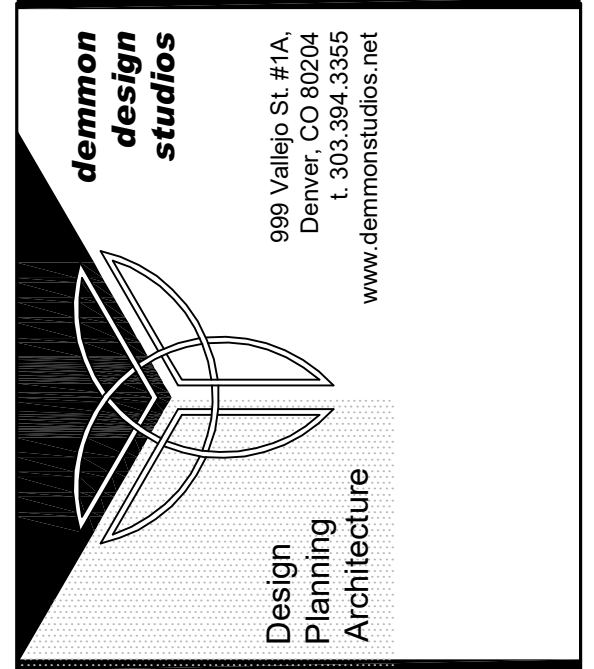 demmon
design
studios
999 Vallejo St. #1A,
Denver, CO 80204
t. 303.394.3355
www.demmonstudios.net
Design
Planning
Architecture